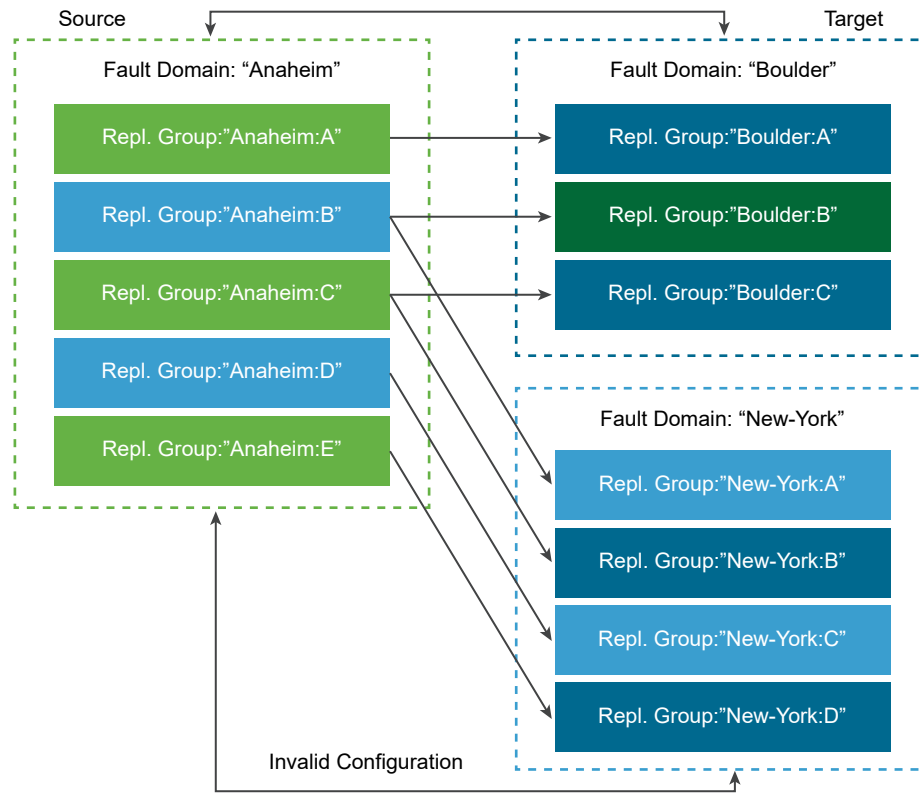 Source
Target
Fault Domain: “Anaheim”
Repl. Group:”Anaheim:A”
Repl. Group:”Anaheim:B”
Repl. Group:”Anaheim:C”
Repl. Group:”Anaheim:D”
Repl. Group:”Anaheim:E”
Fault Domain: “Boulder”
Repl. Group:”Boulder:A”
Repl. Group:”Boulder:B”
Repl. Group:”Boulder:C”
Fault Domain: “New-York”
Repl. Group:”New-York:A”
Repl. Group:”New-York:B”
Repl. Group:”New-York:C”
Repl. Group:”New-York:D”
Invalid Configuration